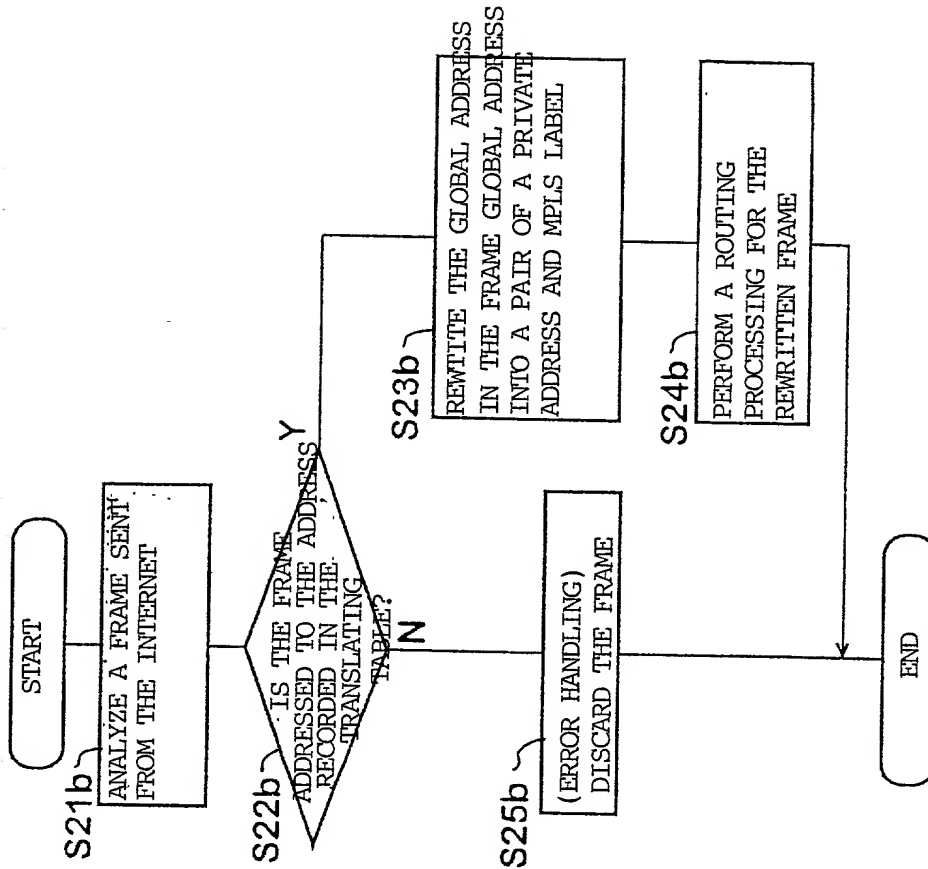 START
S21b
ANALYZE A FRAME SENT
FROM THE INTERNET
S22b
IS THE FRAME
ADDRESSED TO THE ADDRESS
RECORDED IN THE
TRANSLATING
TABLE?
Y
N
S23b
REWTITE THE GLOBAL ADDRESS
IN THE FRAME GLOBAL ADDRESS
INTO A PAIR OF A PRIVATE
ADDRESS AND MPLS LABEL
S24b
PERFORM A ROUTING
PROCESSING FOR THE
REWRITTEN FRAME
S25b
(ERROR HANDLING)
DISCARD THE FRAME
END